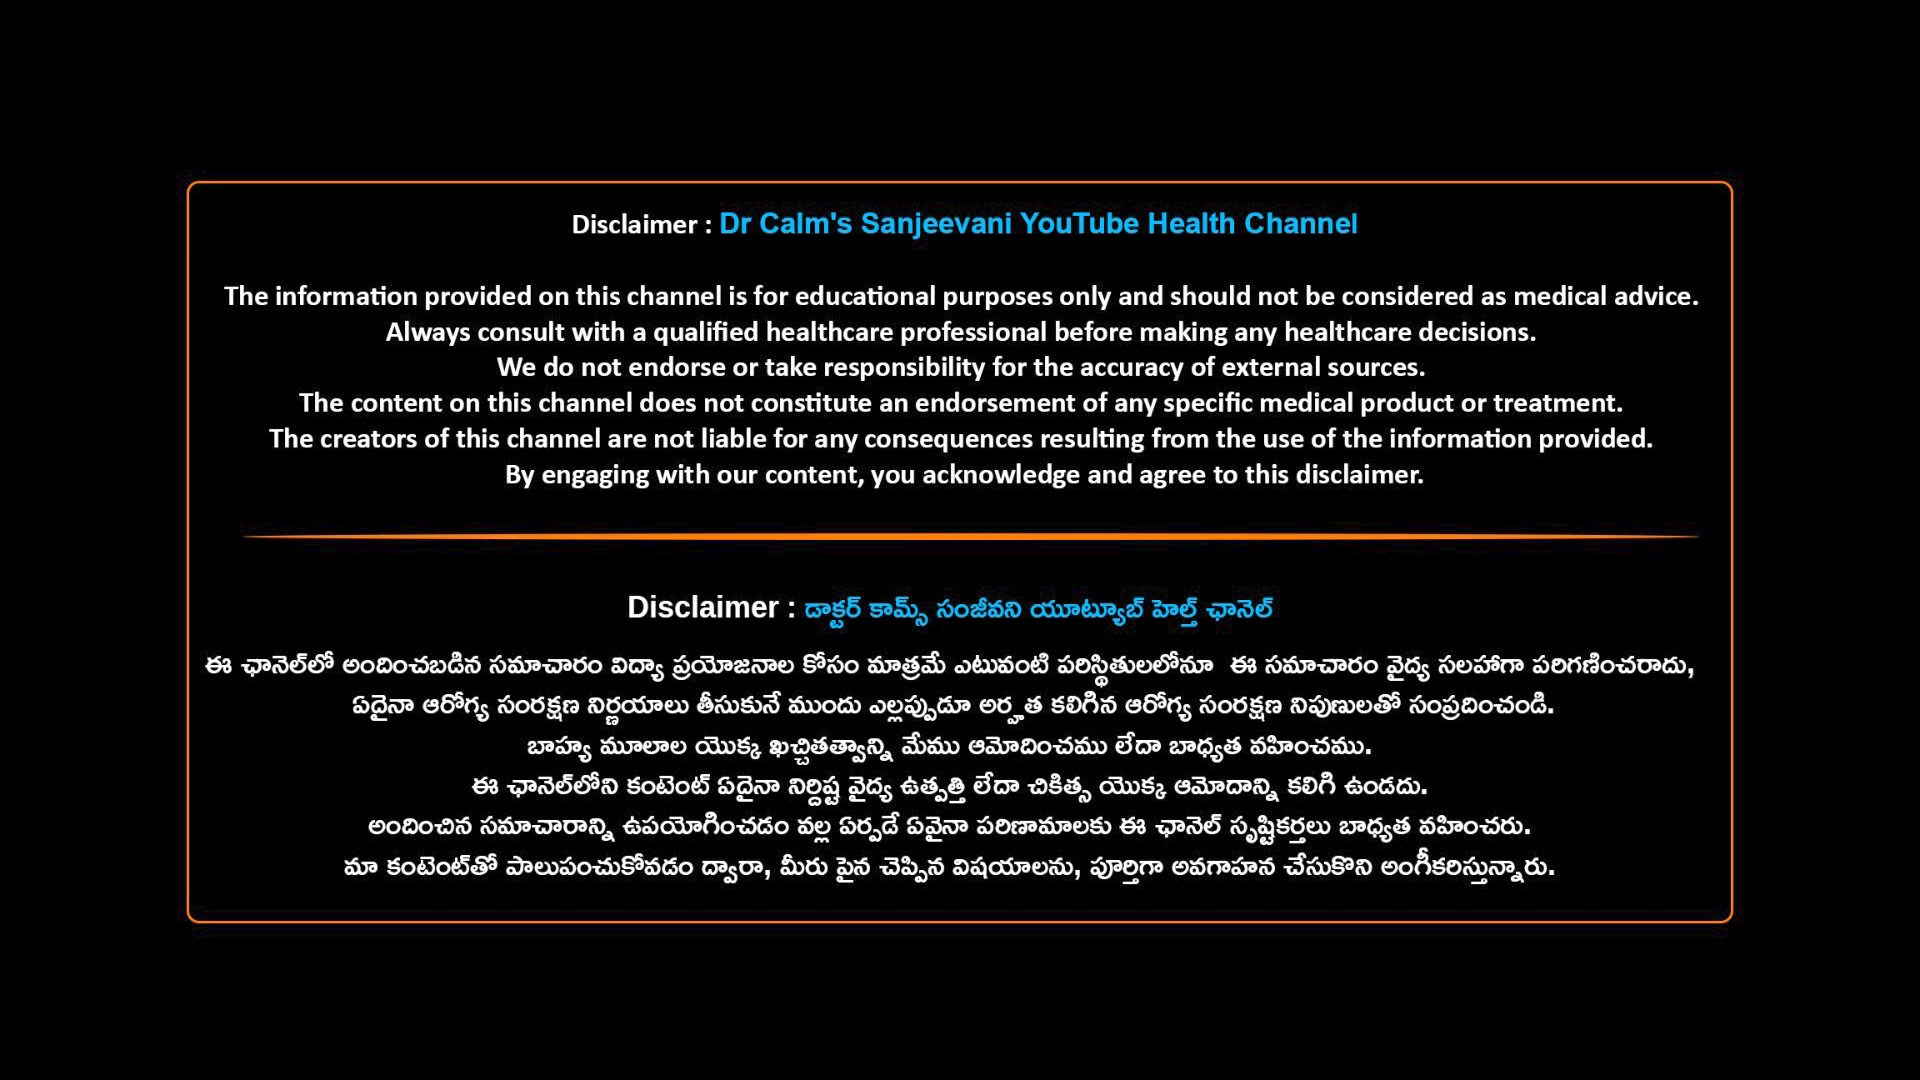 Disclaimer : Dr Calm's Sanjeevani YouTube Health Channel
The information provided on this channel is for educational purposes only and should not be considered as medical advice.
Always consult with a qualified healthcare professional before making any healthcare decisions.
We do not endorse or take responsibility for the accuracy of external sources.
The content on this channel does not constitute an endorsement of any specific medical product or treatment.
The creators of this channel are not liable for any consequences resulting from the use of the information provided.
By engaging with our content, you acknowledge and agree to this disclaimer.
Disclaimer : డాక్టర్ కామ్స్ సంజీవని యూట్యూబ్ హెల్త్ ఛానెల్
ఈ ఛానెల్‌లో అందించబడిన సమాచారం విద్యా ప్రయోజనాల కోసం మాత్రమే ఎటువంటి పరిస్థితులలోనూ ఈ సమాచారం వైద్య సలహాగా పరిగణించరాదు,
ఏదైనా ఆరోగ్య సంరక్షణ నిర్ణయాలు తీసుకునే ముందు ఎల్లప్పుడూ అర్హత కలిగిన ఆరోగ్య సంరక్షణ నిపుణులతో సంప్రదించండి.
బాహ్య మూలాల యొక్క ఖచ్చితత్వాన్ని మేము ఆమోదించము లేదా బాధ్యత వహించము.
ఈ ఛానెల్‌లోని కంటెంట్ ఏదైనా నిర్దిష్ట వైద్య ఉత్పత్తి లేదా చికిత్స యొక్క ఆమోదాన్ని కలిగి ఉండదు.
అందించిన సమాచారాన్ని ఉపయోగించడం వల్ల ఏర్పడే ఏవైనా పరిణామాలకు ఈ ఛానెల్ సృష్టికర్తలు బాధ్యత వహించరు.
మా కంటెంట్‌తో పాలుపంచుకోవడం ద్వారా, మీరు పైన చెప్పిన విషయాలను, పూర్తిగా అవగాహన చేసుకొని అంగీకరిస్తున్నారు.